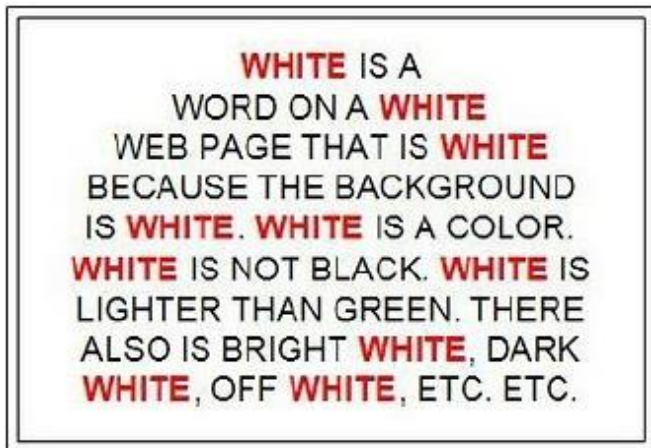 WHITE IS A
WORD ON A WHITE
WEB PAGE THAT IS WHITE
BECAUSE THE BACKGROUND
IS WHITE. WHITE IS A COLOR.
WHITE IS NOT BLACK. WHITE IS
LIGHTER THAN GREEN. THERE
ALSO IS BRIGHT WHITE, DARK
WHITE, OFF WHITE, ETC. ETC.